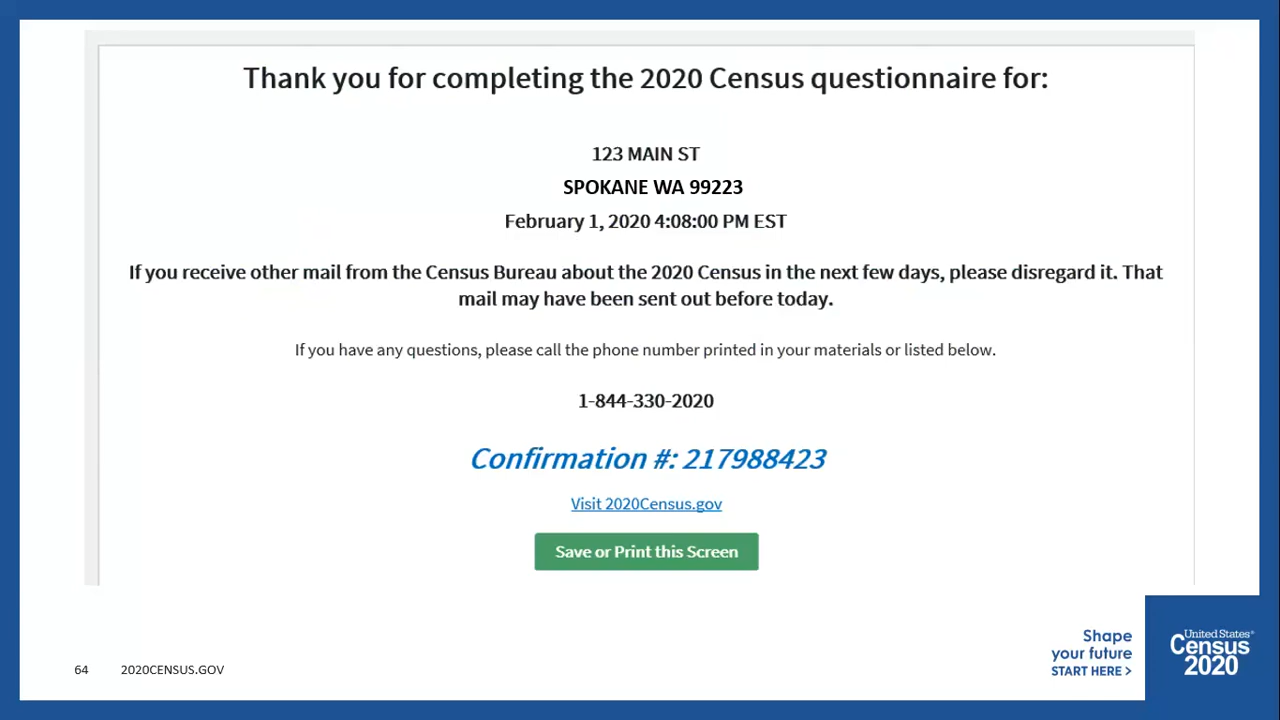 Thank you for completing the 2020 Census questionnaire for:
123 MAIN ST
SPOKANE WA 99223
February 1, 2020 4:08:00 PM EST
If you receive other mail from the Census Bureau about the 2020 Census in the next few days, please disregard it. That
mail may have been sent out before today.
If you have any questions, please call the phone number printed in your materials or listed below.
1-844-330-2020
Confirmation #: 217988423
Visit 2020Census.gov
Save or Print this Screen
Shape
your future
START HERE >
United States®
Census
2020
64 2020CENSUS.GOV